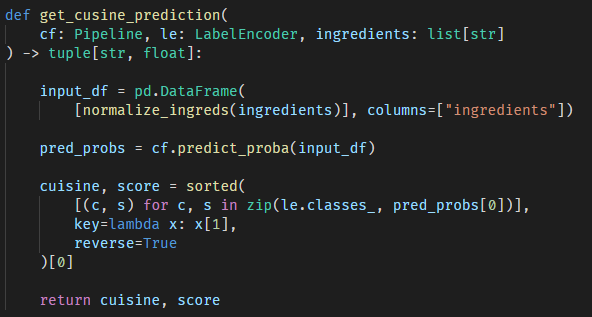 def get_cusine_prediction(
    cf: Pipeline, le: LabelEncoder, ingredients: list[str]
) -> tuple[str, float]:
    input_df = pd.DataFrame(
        [normalize_ingreds(ingredients)], columns=["ingredients"])
    pred_probs = cf.predict_proba(input_df)
    cuisine, score = sorted(
        [(c, s) for c, s in zip(le.classes_, pred_probs[0])],
        key=lambda x: x[1],
        reverse=True
    )[0]
    return cuisine, score